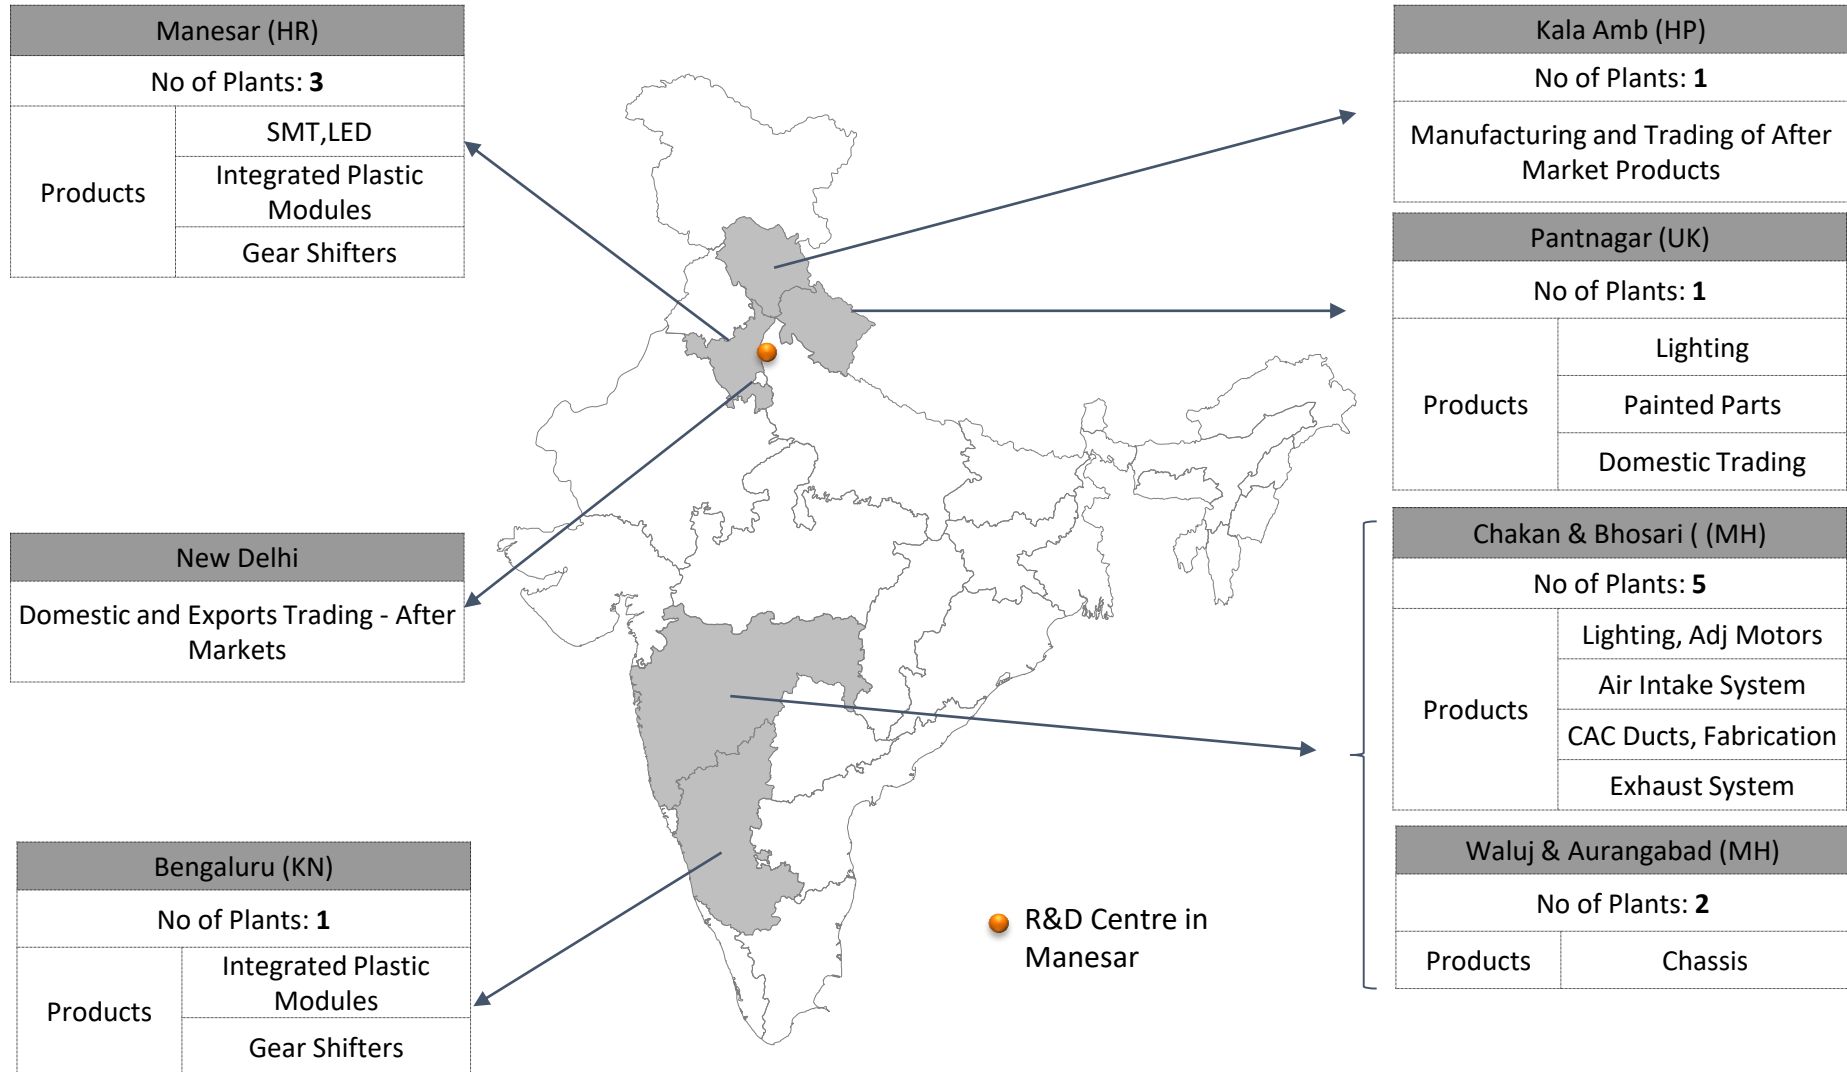 Manesar (HR)
No of Plants: 3
Products
SMT,LED
Integrated Plastic
Modules
Gear Shifters
New Delhi
Domestic and Exports Trading - After
Markets
Bengaluru (KN)
No of Plants: 1
Products
Integrated Plastic
Modules
Gear Shifters
R&D Centre in
Manesar
Kala Amb (HP)
No of Plants: 1
Manufacturing and Trading of After
Market Products
Pantnagar (UK)
No of Plants: 1
Products
Lighting
Painted Parts
Domestic Trading
Chakan & Bhosari ( (MH)
No of Plants: 5
Products
Lighting, Adj Motors
Air Intake System
CAC Ducts, Fabrication
Exhaust System
Waluj & Aurangabad (MH)
No of Plants: 2
Products
Chassis